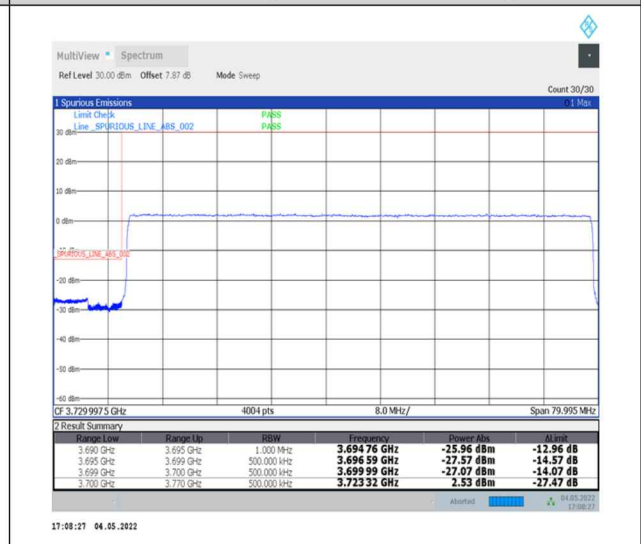 MultiView Spectrum
Ref Level 30.00 dBm Offset 7.87 dB Mode Sweep
Count 30/30
1 Spurious Emissions 1 Max
Limit Check PASS
Line _SPURIOUS_LINE_ABS_002 PASS
30 dBm
20 dBm
10 dBm
0 dBm
_SPURIOUS_LINE_ABS_002
-20 dBm
-30 dBm
-40 dBm
-50 dBm
-60 dBm
CF 3.7299975 GHz 4004 pts 8.0 MHz/ Span 79.995 MHz
2 Result Summary
Range Low Range Up RBW Frequency Power Abs ΔLimit
3.690 GHz 3.695 GHz 1.000 MHz 3.694 76 GHz -25.96 dBm -12.96 dB
3.695 GHz 3.699 GHz 500.000 kHz 3.696 59 GHz -27.57 dBm -14.57 dB
3.699 GHz 3.700 GHz 500.000 kHz 3.699 99 GHz -27.07 dBm -14.07 dB
3.700 GHz 3.770 GHz 500.000 kHz 3.723 32 GHz 2.53 dBm -27.47 dB
Aborted 04.05.2022
17:08:27
17:08:27 04.05.2022